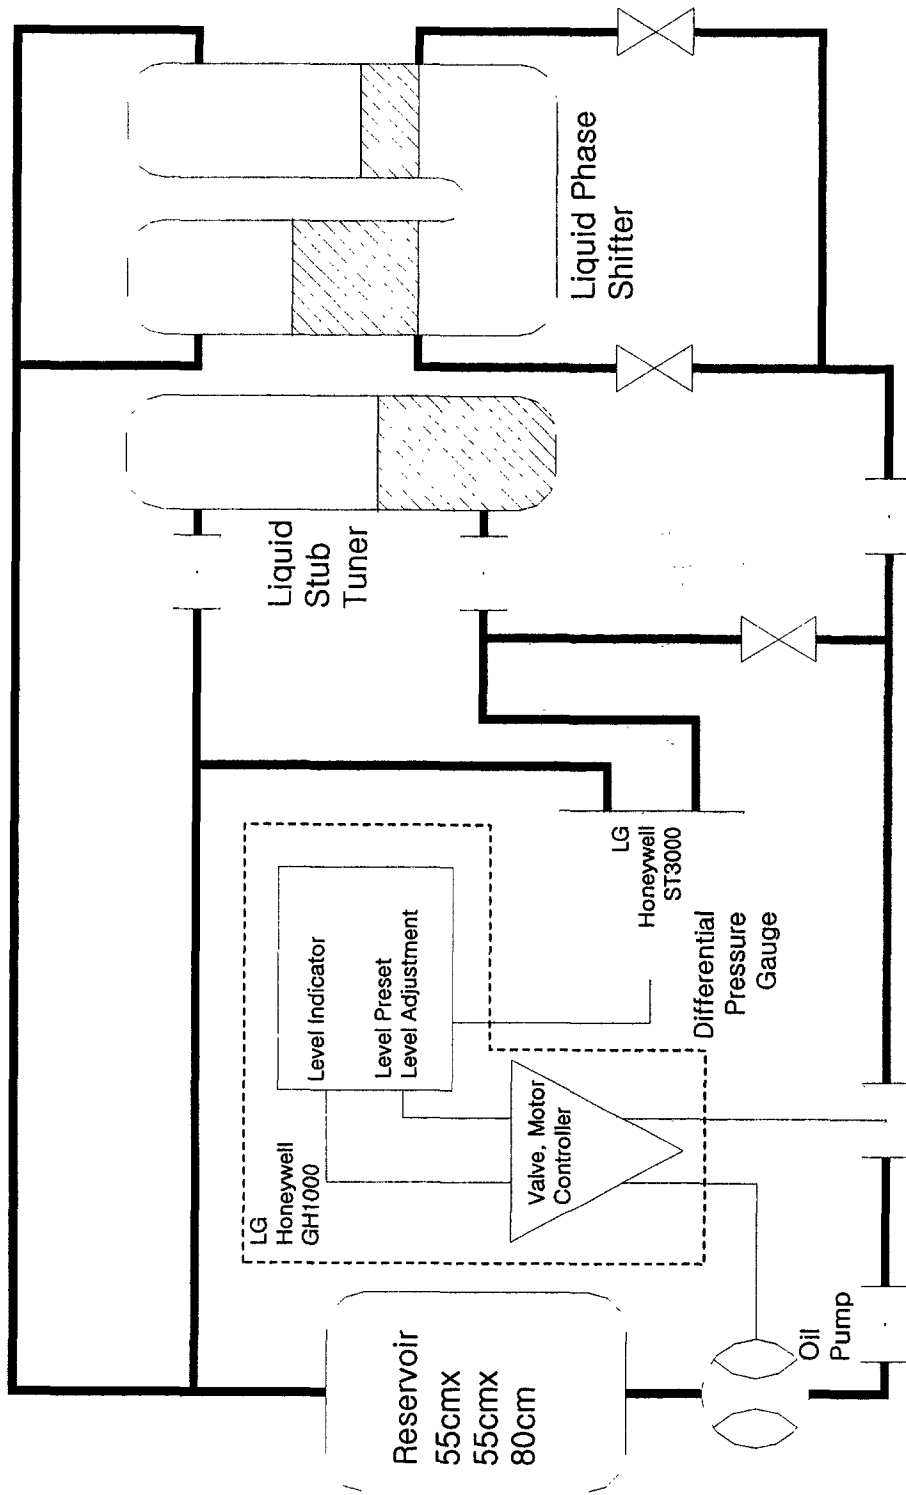 Reservoir
55cmx
55cmx
80cm
Oil
Pump
LG
Honeywell
GH1000
Level Indicator
Level Preset
Level Adjustment
Valve, Motor
Controller
LG
Honeywell
ST3000
Differential
Pressure
Gauge
Liquid
Stub
Tuner
Liquid Phase
Shifter